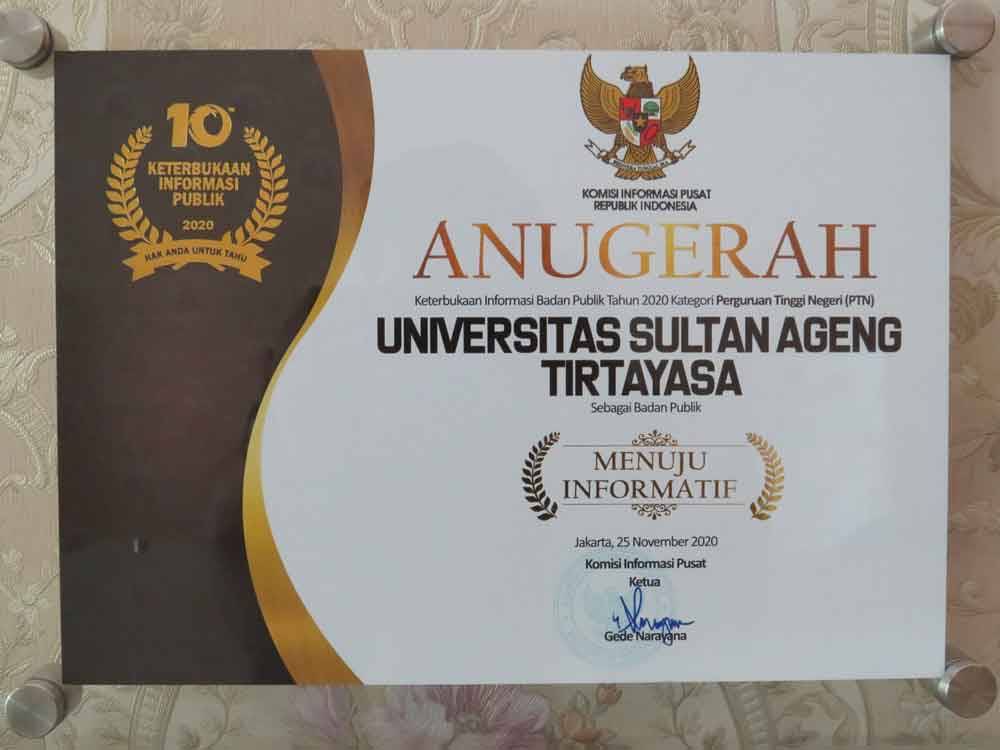 10
KETERBUKAAN
INFORMASI
PUBLIK
2020
HAK ANDA UNTUK TAHU
KOMISI INFORMASI PUSAT
REPUBLIK INDONESIA
ANUGERAH
Keterbukaan Informasi Badan Publik Tahun 2020 Kategori Perguruan Tinggi Negeri (PTN)
UNIVERSITAS SULTAN AGENG
TIRTAYASA
Sebagai Badan Publik
MENUJU
INFORMATIF
Jakarta, 25 November 2020
Komisi Informasi Pusat
Ketua
Gede Narayana